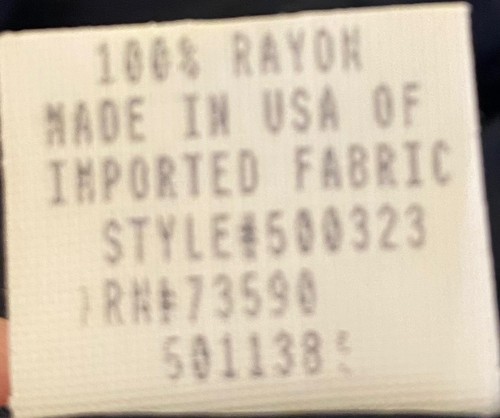 100% RAYON
MADE IN USA OF
IMPORTED FABRIC
STYLE#500323
RN#73590
501138